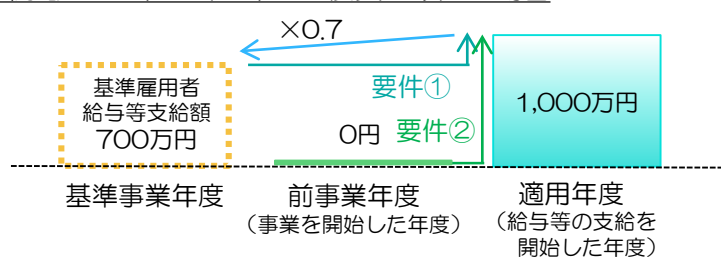 ×0.7
基準雇用者
給与等支給額
700万円
要件①
0円 要件②
1,000万円
基準事業年度
前事業年度
（事業を開始した年度）
適用年度
（給与等の支給を
開始した年度）